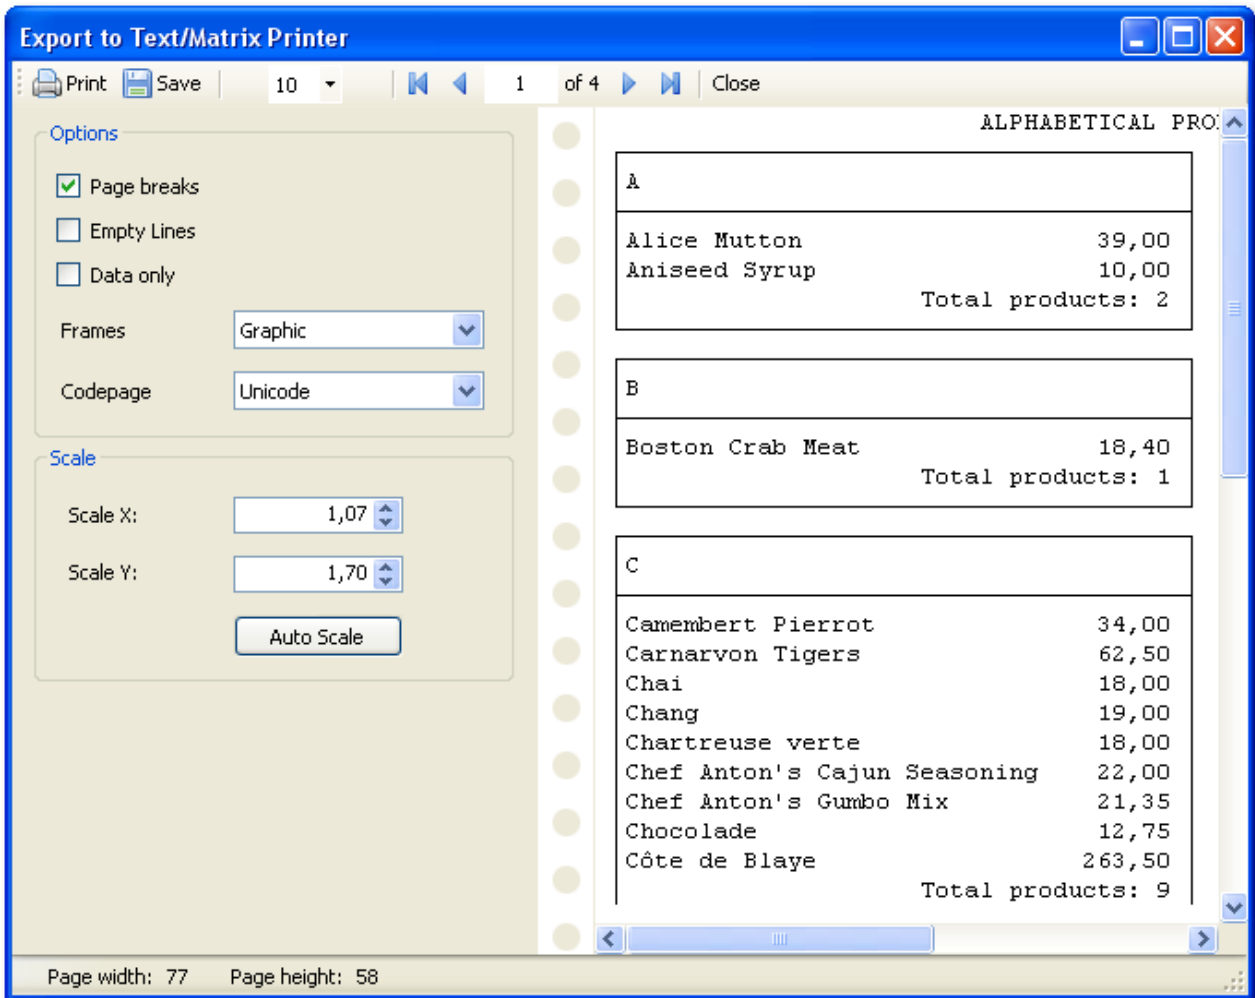 Export to Text/Matrix Printer
Print Save 10 1 of 4 Close
Options
Page breaks
Empty Lines
Data only
Frames Graphic
Codepage Unicode
Scale
Scale X: 1,07
Scale Y: 1,70
Auto Scale
ALPHABETICAL
A
Alice Mutton 39,00
Aniseed Syrup 10,00
Total products: 2
B
Boston Crab Meat 18,40
Total products: 1
C
Camembert Pierrot 34,00
Carnarvon Tigers 62,50
Chai 18,00
Chang 19,00
Chartreuse verte 18,00
Chef Anton's Cajun Seasoning 22,00
Chef Anton's Gumbo Mix 21,35
Chocolade 12,75
Côte de Blaye 263,50
Total products: 9
Page width: 77 Page height: 58